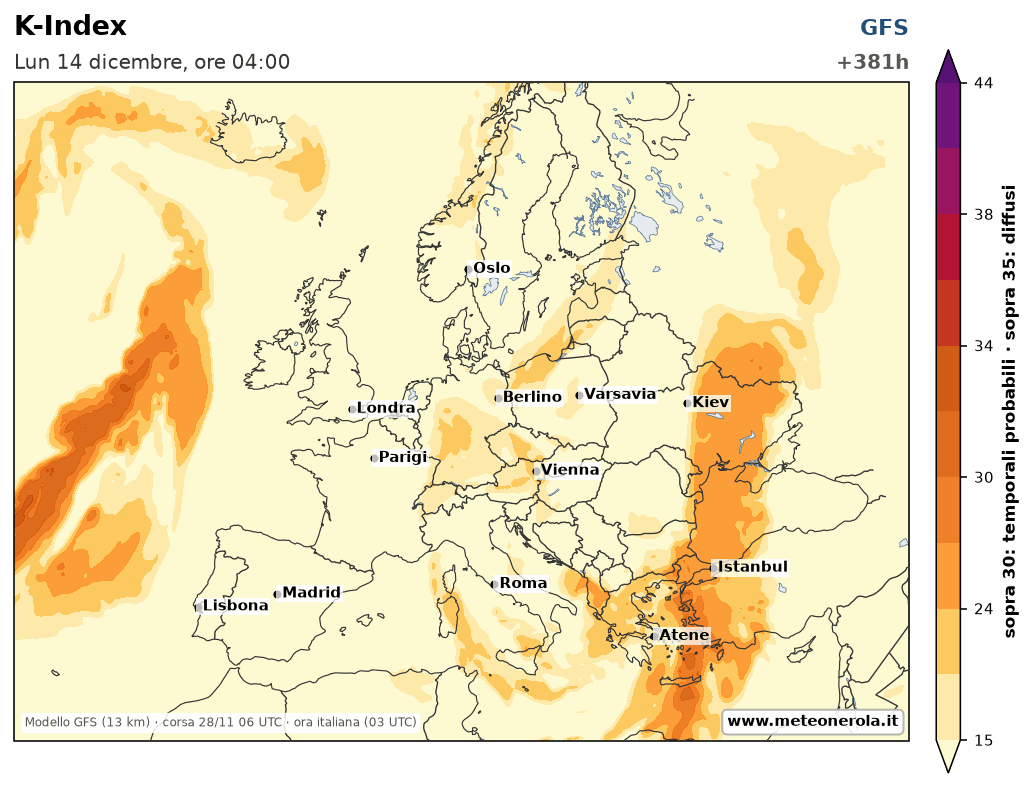 K-Index
GFS
Lun 14 dicembre, ore 04:00
+381h
44
38
34
30
24
15
sopra 30: temporali probabili · sopra 35: diffusi
Oslo
Berlino
Varsavia
Kiev
Londra
Parigi
Vienna
Istanbul
Roma
Madrid
Lisbona
Atene
Modello GFS (13 km) · corsa 28/11 06 UTC · ora italiana (03 UTC)
www.meteonerola.it